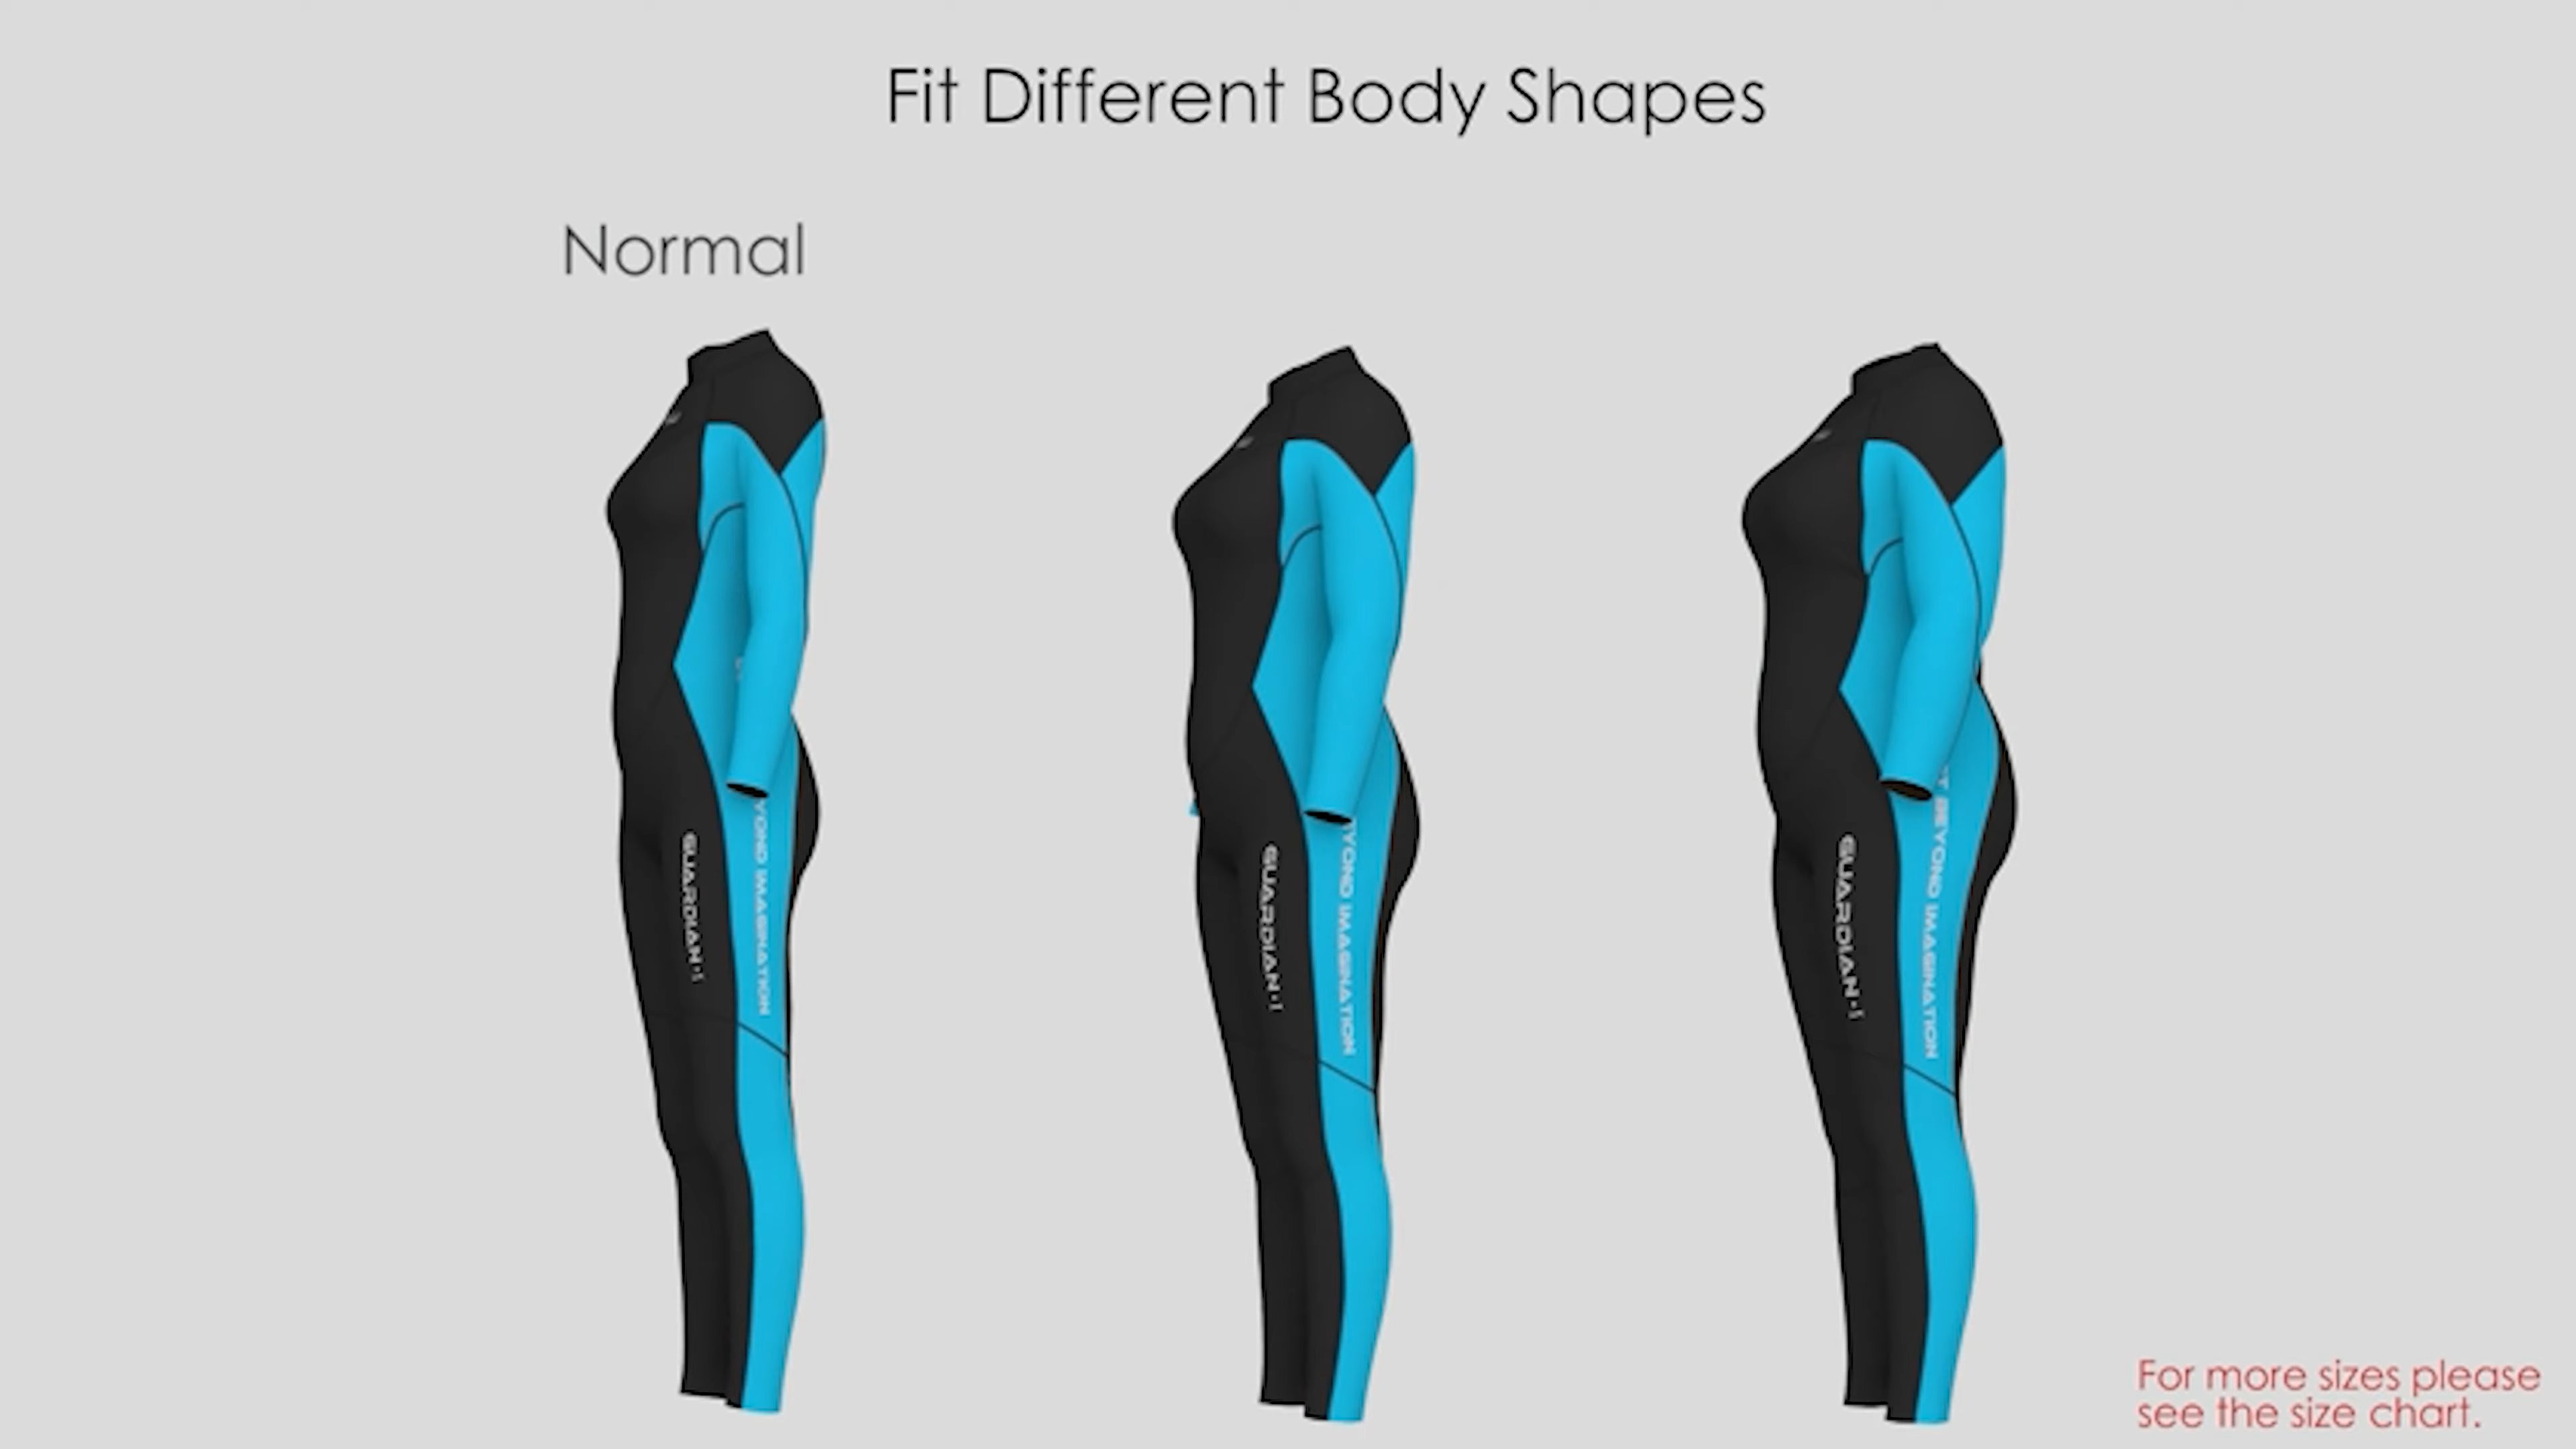 Fit Different Body Shapes
Normal
GUARDIAN
YOND IMAGINATION
GUARDIAN
YOND IMAGINATION
GUARDIAN
T BEYOND IMAGINATION
For more sizes please
see the size chart.